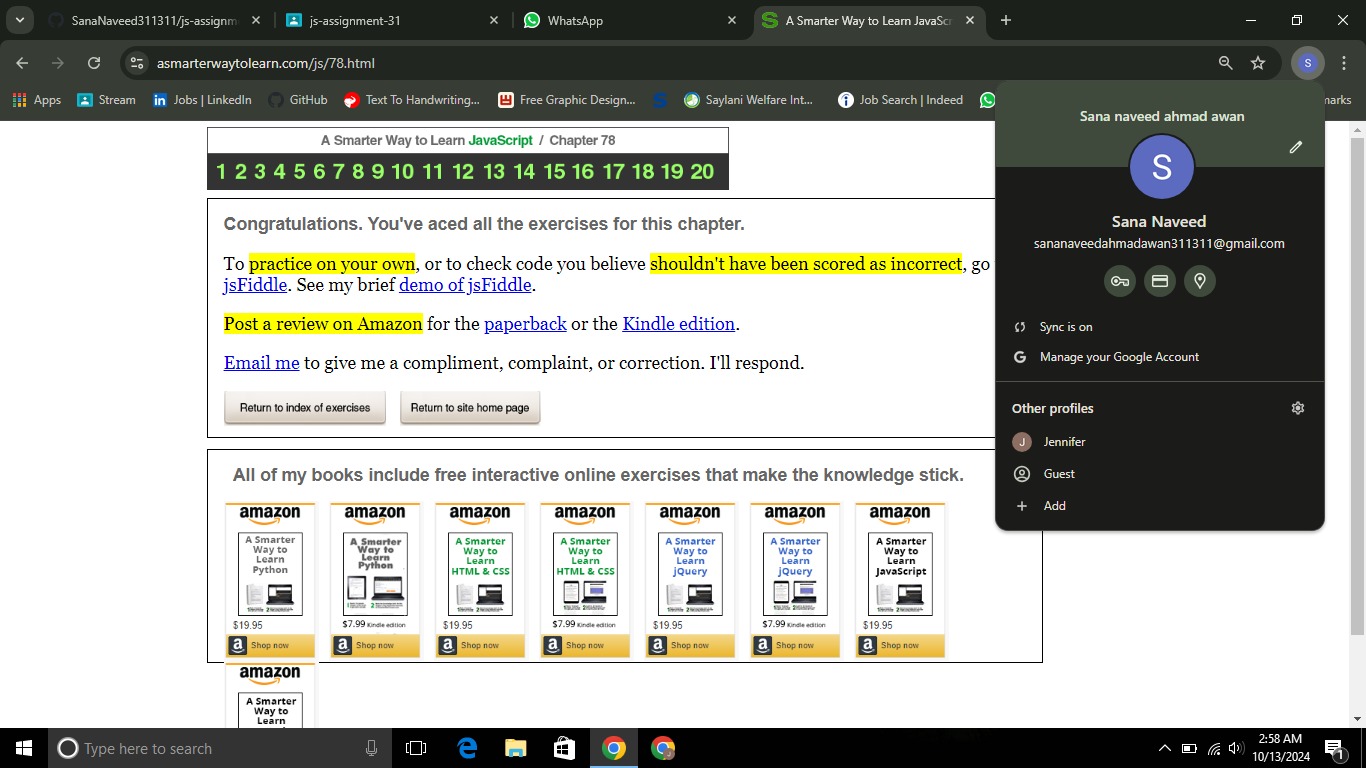 SanaNaveed311311/js-assignm
js-assignment-31
WhatsApp
A Smarter Way to Learn JavaScr
asmarterwaytolearn.com/js/78.html
S
Apps
Stream
Jobs | LinkedIn
GitHub
Text To Handwriting...
Free Graphic Design...
Saylani Welfare Int...
Job Search | Indeed
marks
A Smarter Way to Learn JavaScript / Chapter 78
1 2 3 4 5 6 7 8 9 10 11 12 13 14 15 16 17 18 19 20
Congratulations. You've aced all the exercises for this chapter.
To practice on your own, or to check code you believe shouldn't have been scored as incorrect, go
jsFiddle. See my brief demo of jsFiddle.
Post a review on Amazon for the paperback or the Kindle edition.
Email me to give me a compliment, complaint, or correction. I'll respond.
Return to index of exercises
Return to site home page
All of my books include free interactive online exercises that make the knowledge stick.
amazon
A Smarter
Way to
Learn
Python
$19.95
Shop now
amazon
A Smarter
Way to
Learn
Python
$7.99 Kindle edition
Shop now
amazon
A Smarter
Way to
Learn
HTML & CSS
$19.95
Shop now
amazon
A Smarter
Way to
Learn
HTML & CSS
$7.99 Kindle edition
Shop now
amazon
A Smarter
Way to
Learn
jQuery
$19.95
Shop now
amazon
A Smarter
Way to
Learn
jQuery
$7.99 Kindle edition
Shop now
amazon
A Smarter
Way to
Learn
JavaScript
$19.95
Shop now
amazon
A Smarter
Way to
Learn
Sana naveed ahmad awan
S
Sana Naveed
sananaveedahmadawan311311@gmail.com
Sync is on
Manage your Google Account
Other profiles
J
Jennifer
Guest
Add
Type here to search
2:58 AM
10/13/2024
1